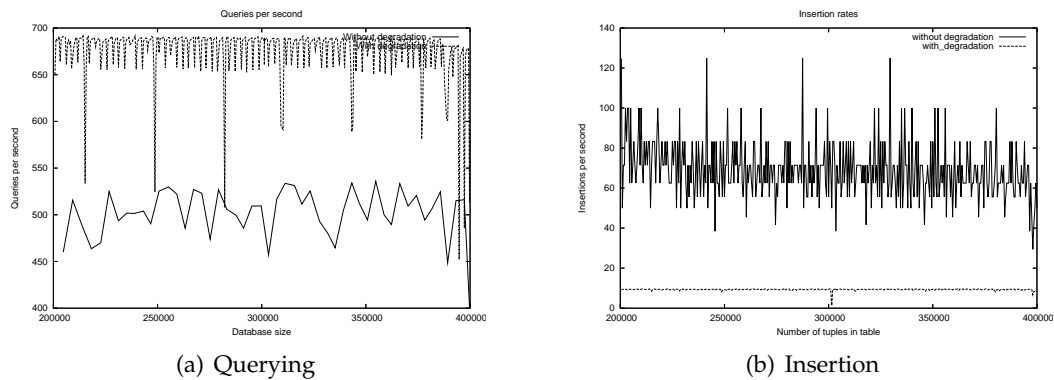 Queries per second
Without degradation
With degradation
Queries per second
700
650
600
550
500
450
400
200000
250000
300000
350000
400000
Database size
(a) Querying
Insertion rates
without degradation
with_degradation
Insertions per second
140
120
100
80
60
40
20
0
200000
250000
300000
350000
400000
Number of tuples in table
(b) Insertion